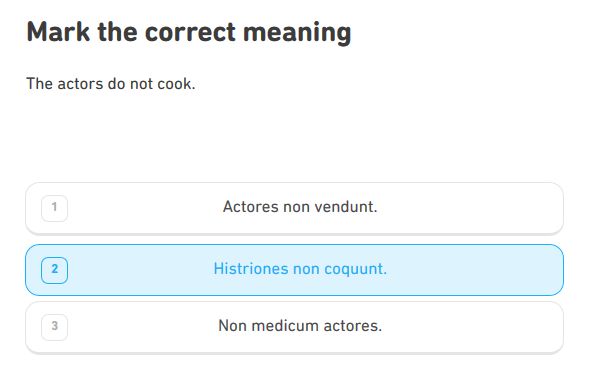 Mark the correct meaning
The actors do not cook.
1
Actores non vendunt.
2
Histriones non coquunt.
3
Non medicum actores.